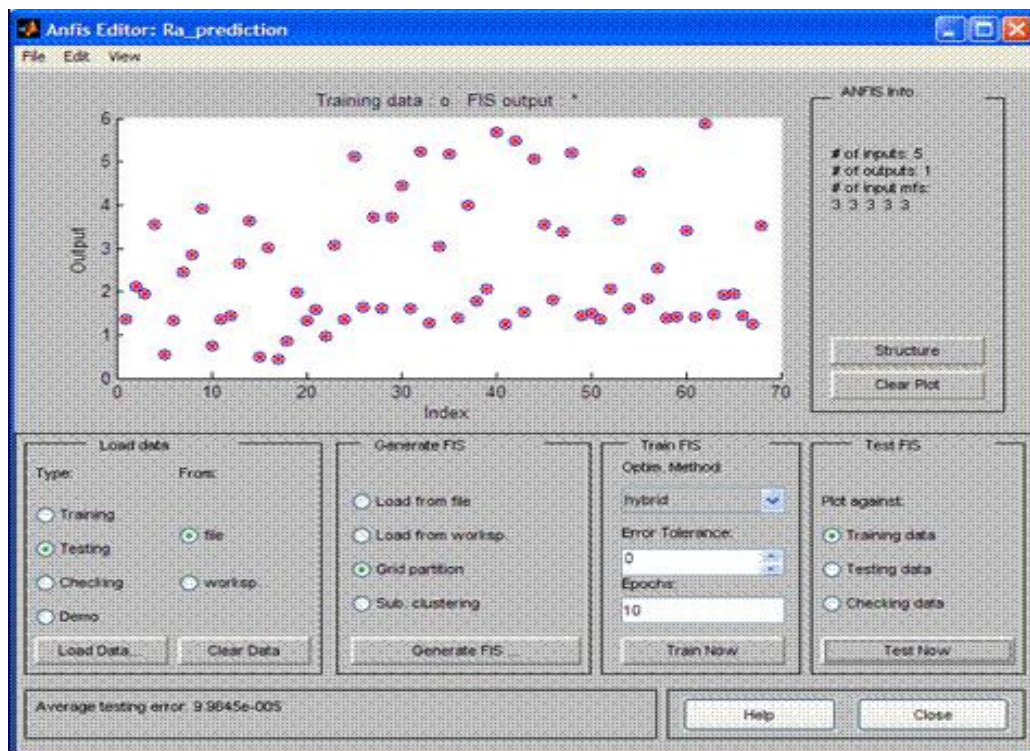 Anfis Editor: Ra_prediction
File Edit View
Training data : o FIS output : *
6
5
4
3
2
1
0
Output
0 10 20 30 40 50 60 70
Index
ANFIS Info
# of inputs: 5
# of outputs: 1
# of input mfs:
3 3 3 3 3
Structure
Clear Plot
Load data
Type:
From:
Training
Testing
file
Checking
worksp.
Demo
Load Data...
Clear Data
Generate FIS
Load from file
Load from worksp.
Grid partition
Sub. clustering
Generate FIS ...
Train FIS
Optim. Method:
hybrid
Error Tolerance:
0
Epochs:
10
Train Now
Test FIS
Plot against:
Training data
Testing data
Checking data
Test Now
Average testing error: 9.9645e-005
Help
Close